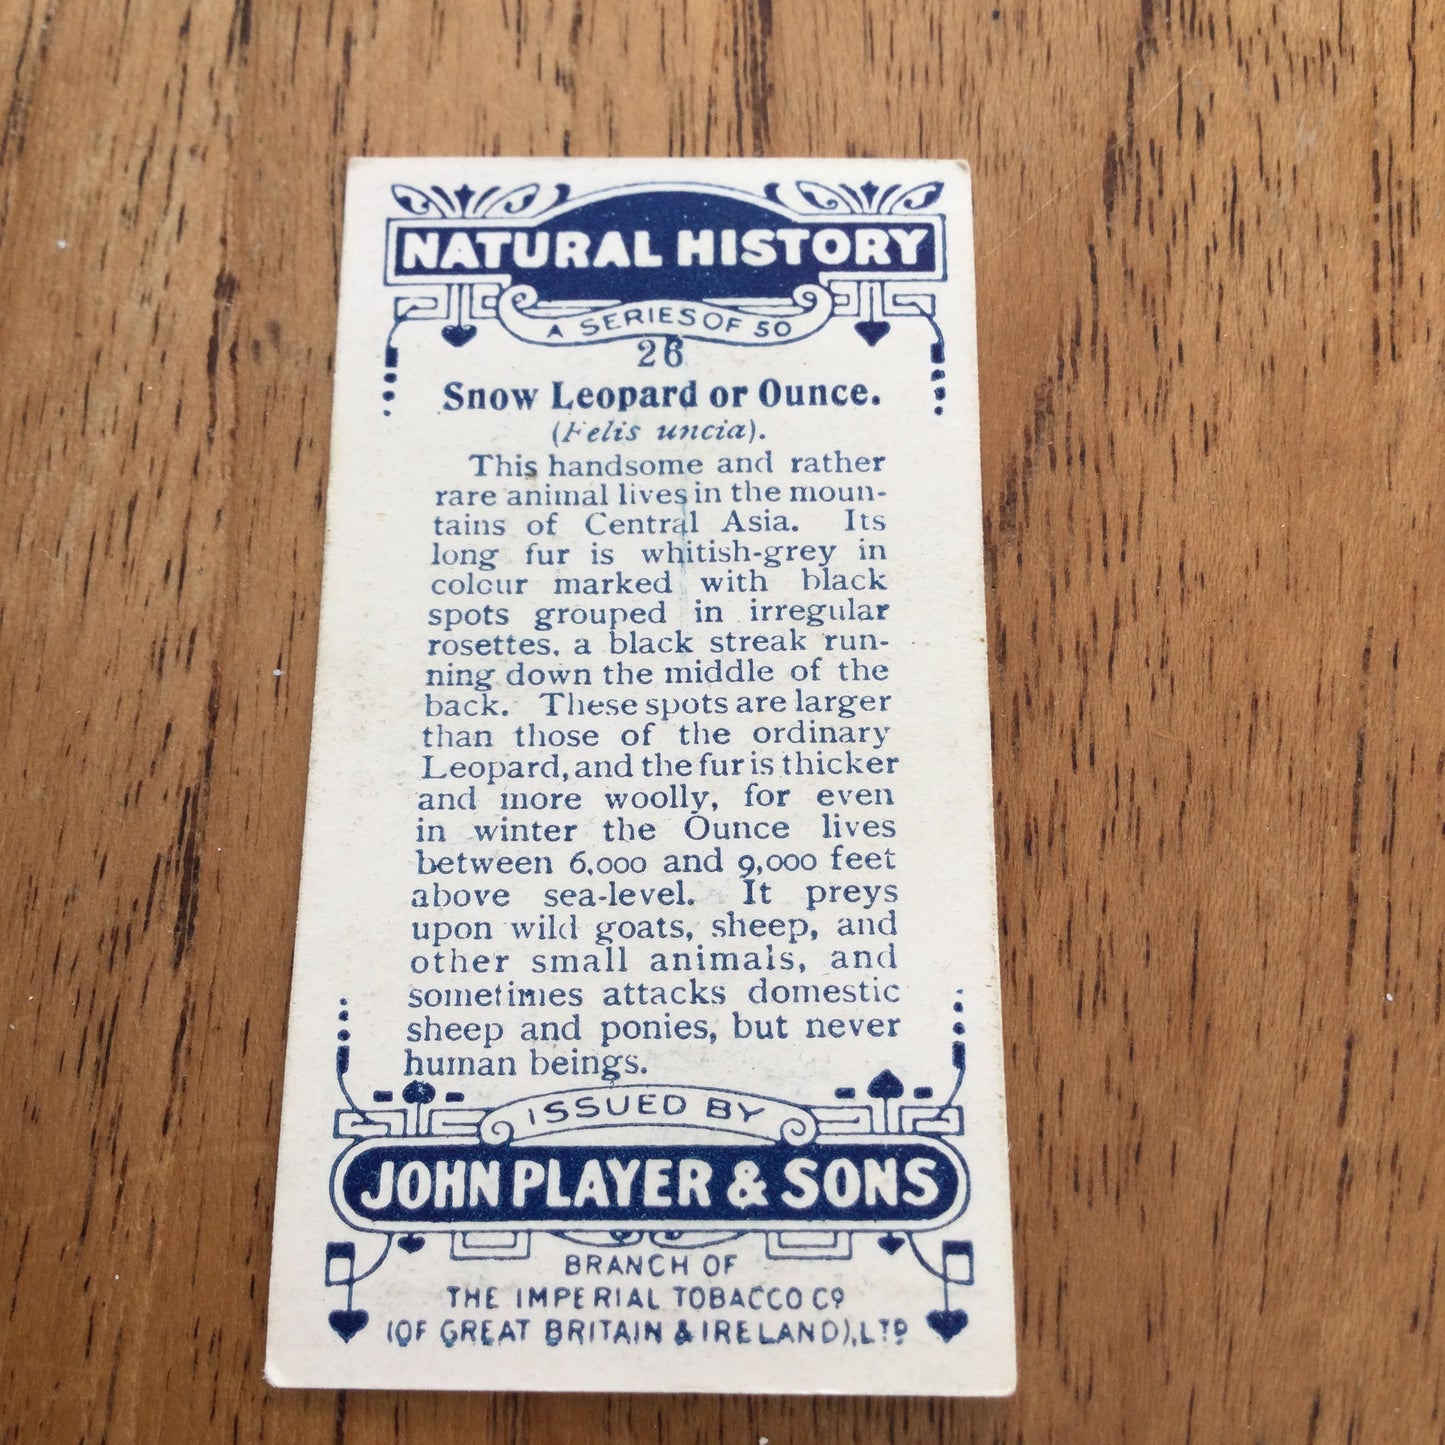 NATURAL HISTORY
A SERIES OF 50
26
Snow Leopard or Ounce.
(Felis uncia).
This handsome and rather
rare animal lives in the moun-
tains of Central Asia. Its
long fur is whitish-grey in
colour marked with black
spots grouped in irregular
rosettes, a black streak run-
ning down the middle of the
back. These spots are larger
than those of the ordinary
Leopard, and the fur is thicker
and more woolly, for even
in winter the Ounce lives
between 6,000 and 9,000 feet
above sea-level. It preys
upon wild goats, sheep, and
other small animals, and
sometimes attacks domestic
sheep and ponies, but never
human beings.
ISSUED BY
JOHN PLAYER & SONS
BRANCH OF
THE IMPERIAL TOBACCO CO
(OF GREAT BRITAIN & IRELAND), LTD